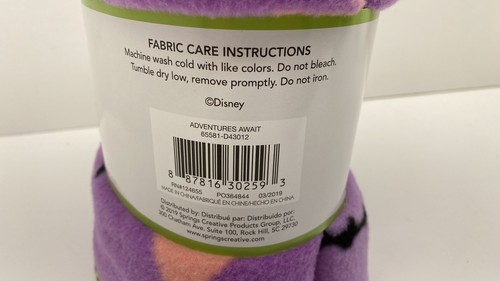 FABRIC CARE INSTRUCTIONS
Machine wash cold with like colors. Do not bleach.
Tumble dry low, remove promptly. Do not iron.
©Disney
ADVENTURES AWAIT
65581-D43012
8 87816 30259 3
RN#124655 PO364844 03/2019
MADE IN CHINA/FABRIQUÉ EN CHINE/HECHO EN CHINA
Distributed by: Distribué par: Distribuido por:
© 2019 Springs Creative Products Group, LLC.
300 Chatham Ave. Suite 100, Rock Hill, SC 29730
www.springscreative.com